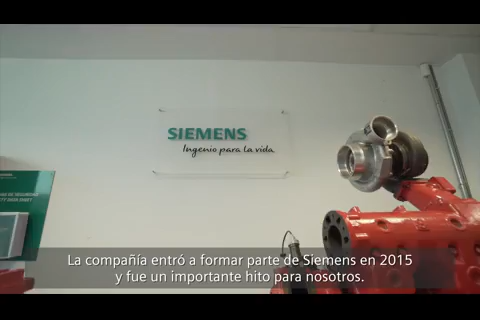 SIEMENS
Ingenio para la vida
La compañía entró a formar parte de Siemens en 2015
y fue un importante hito para nosotros.